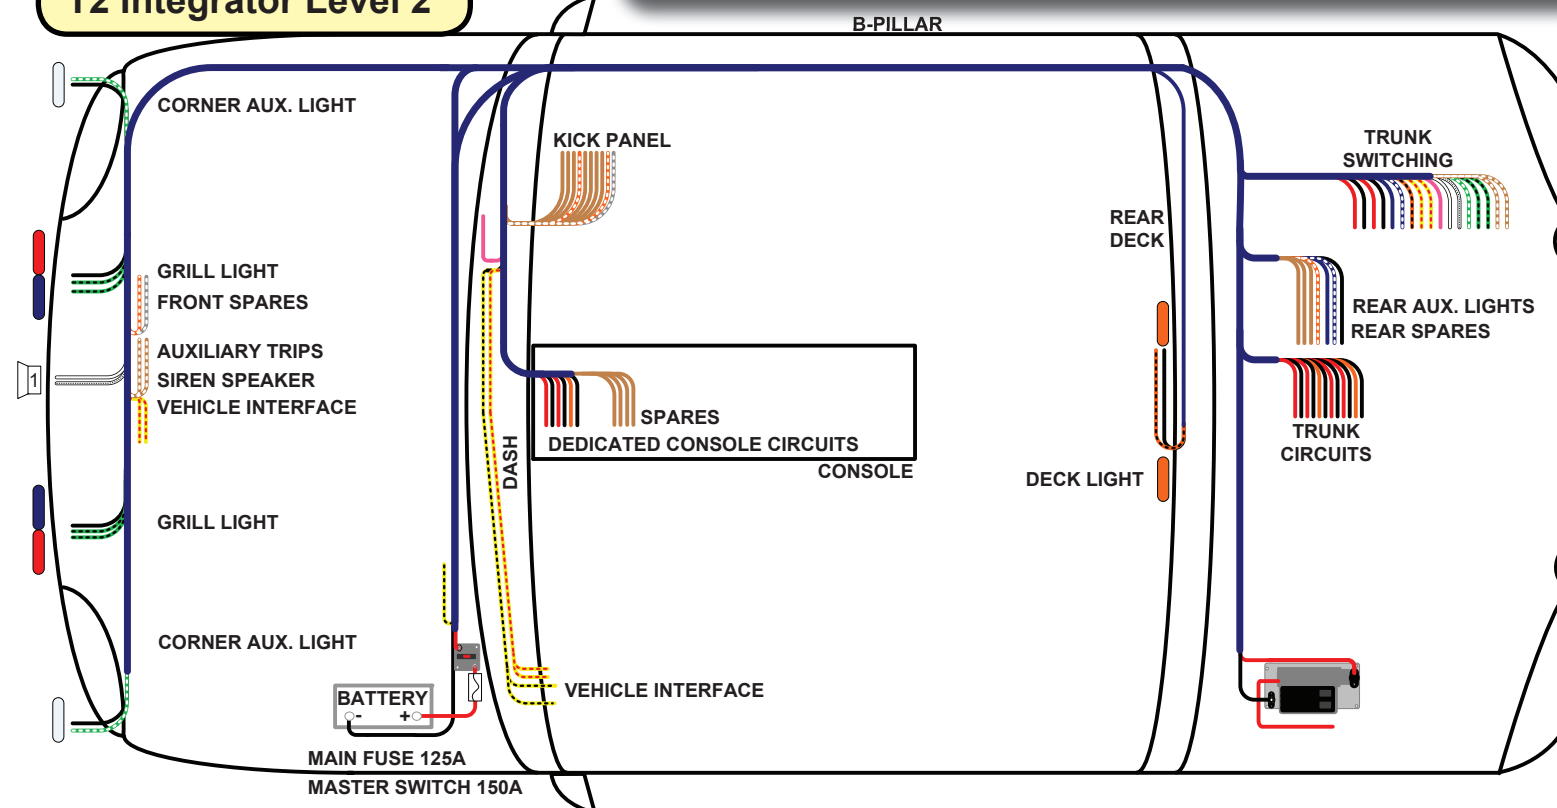 T2 Integrator Level 2
B-PILLAR
CORNER AUX. LIGHT
KICK PANEL
TRUNK
SWITCHING
REAR
DECK
GRILL LIGHT
FRONT SPARES
REAR AUX. LIGHTS
REAR SPARES
AUXILIARY TRIPS
SIREN SPEAKER
1
VEHICLE INTERFACE
SPARES
DEDICATED CONSOLE CIRCUITS
CONSOLE
DASH
TRUNK
CIRCUITS
DECK LIGHT
GRILL LIGHT
CORNER AUX. LIGHT
BATTERY
- +
VEHICLE INTERFACE
MAIN FUSE 125A
MASTER SWITCH 150A